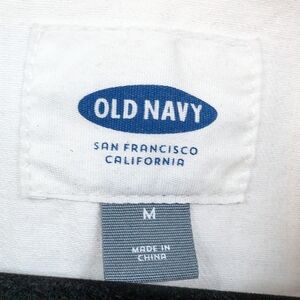 OLD NAVY
SAN FRANCISCO
CALIFORNIA
M
MADE IN
CHINA